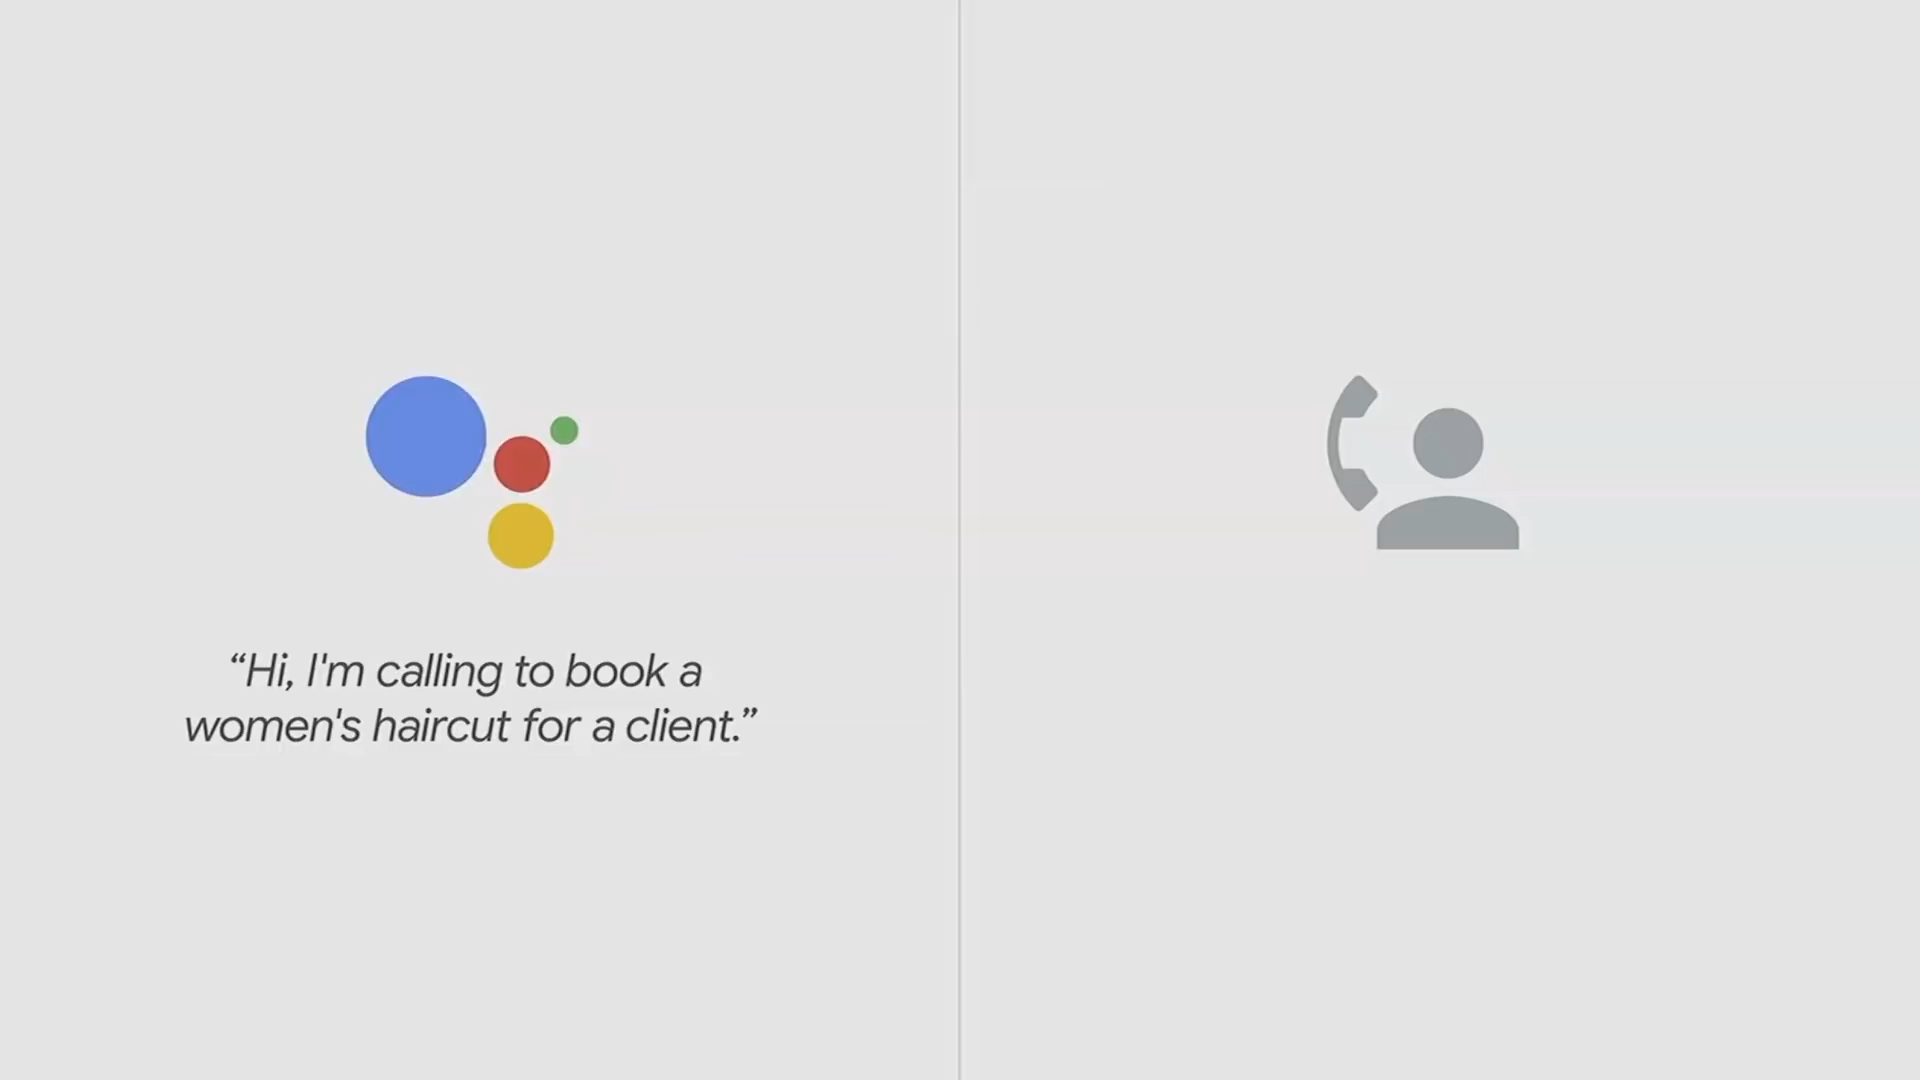 “Hi, I'm calling to book a
women's haircut for a client.”